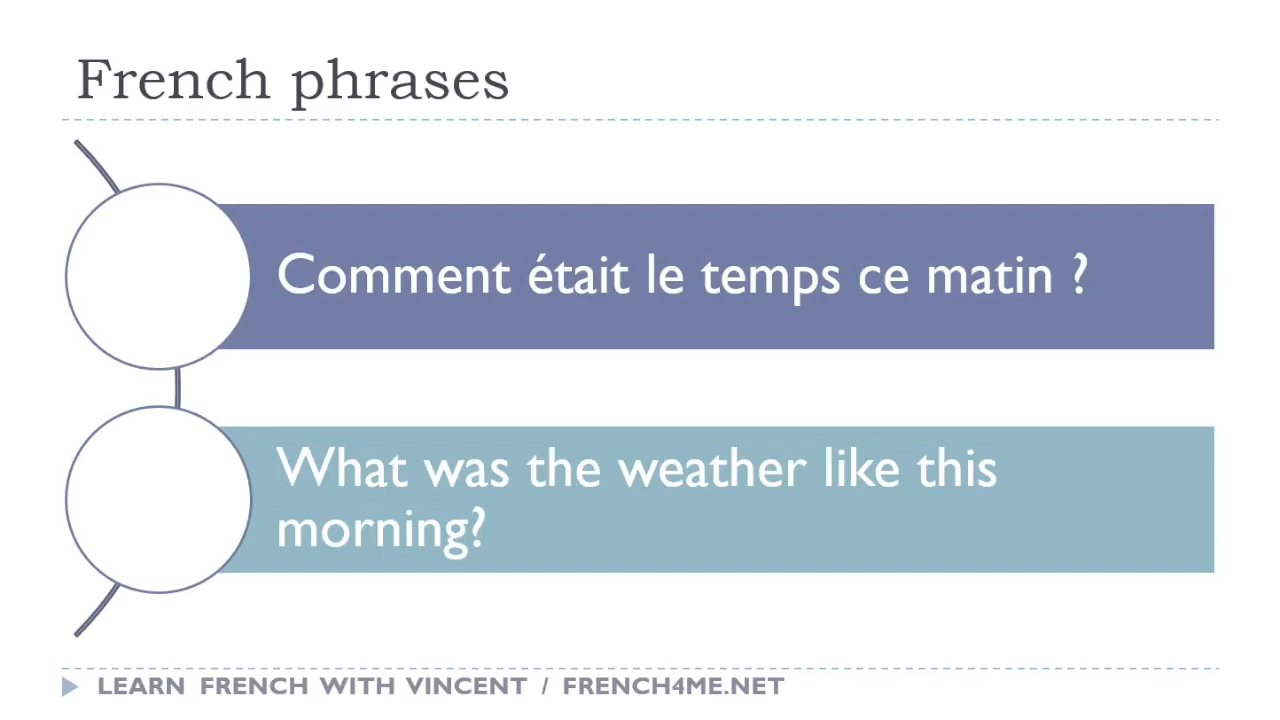 French phrases
Comment était le temps ce matin ?
What was the weather like this
morning?
LEARN FRENCH WITH VINCENT / FRENCH4ME.NET